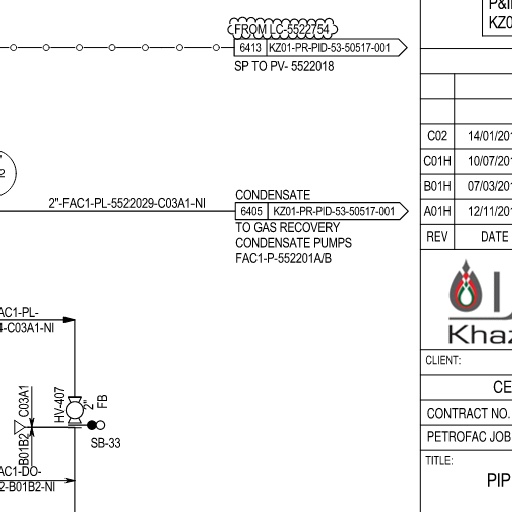 P&I
KZ0
FROM LC-5522754
6413 KZ01-PR-PID-53-50517-001
SP TO PV- 5522018
C02 14/01/201
C01H 10/07/201
B01H 07/03/201
A01H 12/11/201
REV DATE
2"-FAC1-PL-5522029-C03A1-NI
CONDENSATE
6405 KZ01-PR-PID-53-50517-001
TO GAS RECOVERY
CONDENSATE PUMPS
FAC1-P-552201A/B
AC1-PL-
4-C03A1-NI
HV-407
2"
FB
C03A1
B01B2
SB-33
AC1-DO-
2-B01B2-NI
Khaz
CLIENT:
CE
CONTRACT NO.
PETROFAC JOB
TITLE:
PIP